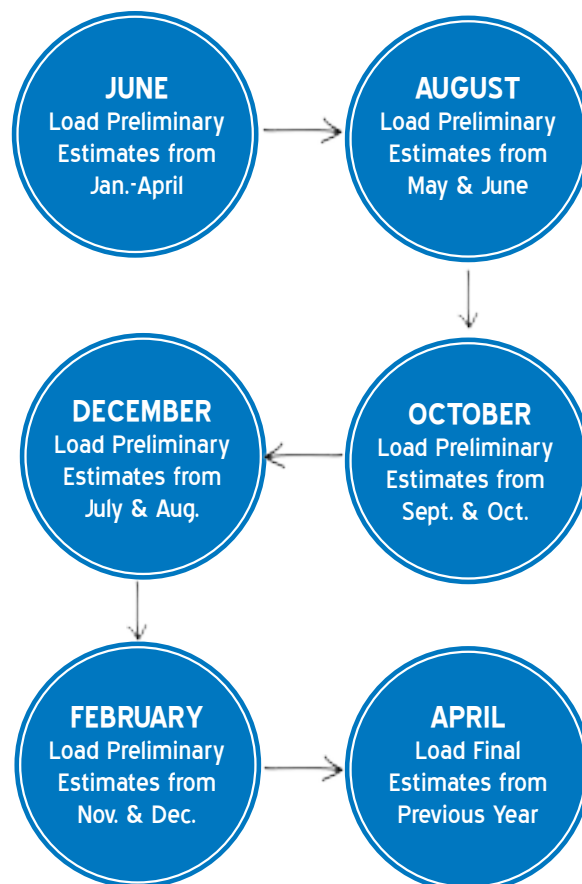 JUNE
Load Preliminary
Estimates from
Jan.-April
AUGUST
Load Preliminary
Estimates from
May & June
OCTOBER
Load Preliminary
Estimates from
Sept. & Oct.
DECEMBER
Load Preliminary
Estimates from
July & Aug.
FEBRUARY
Load Preliminary
Estimates from
Nov. & Dec.
APRIL
Load Final
Estimates from
Previous Year